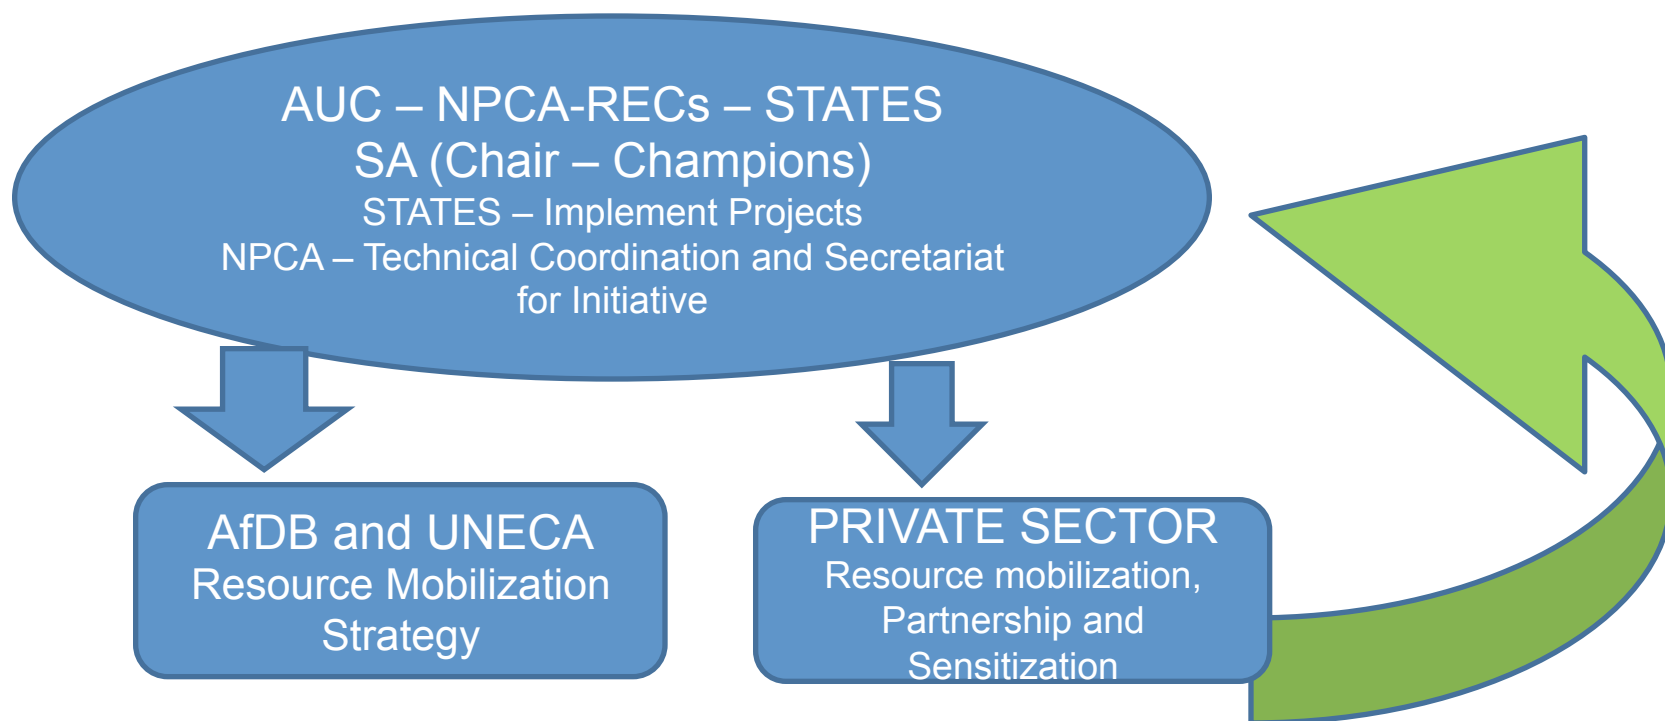 AUC – NPCA-RECs – STATES
SA (Chair – Champions)
STATES – Implement Projects
NPCA – Technical Coordination and Secretariat
for Initiative
AfDB and UNECA
Resource Mobilization
Strategy
PRIVATE SECTOR
Resource mobilization,
Partnership and
Sensitization